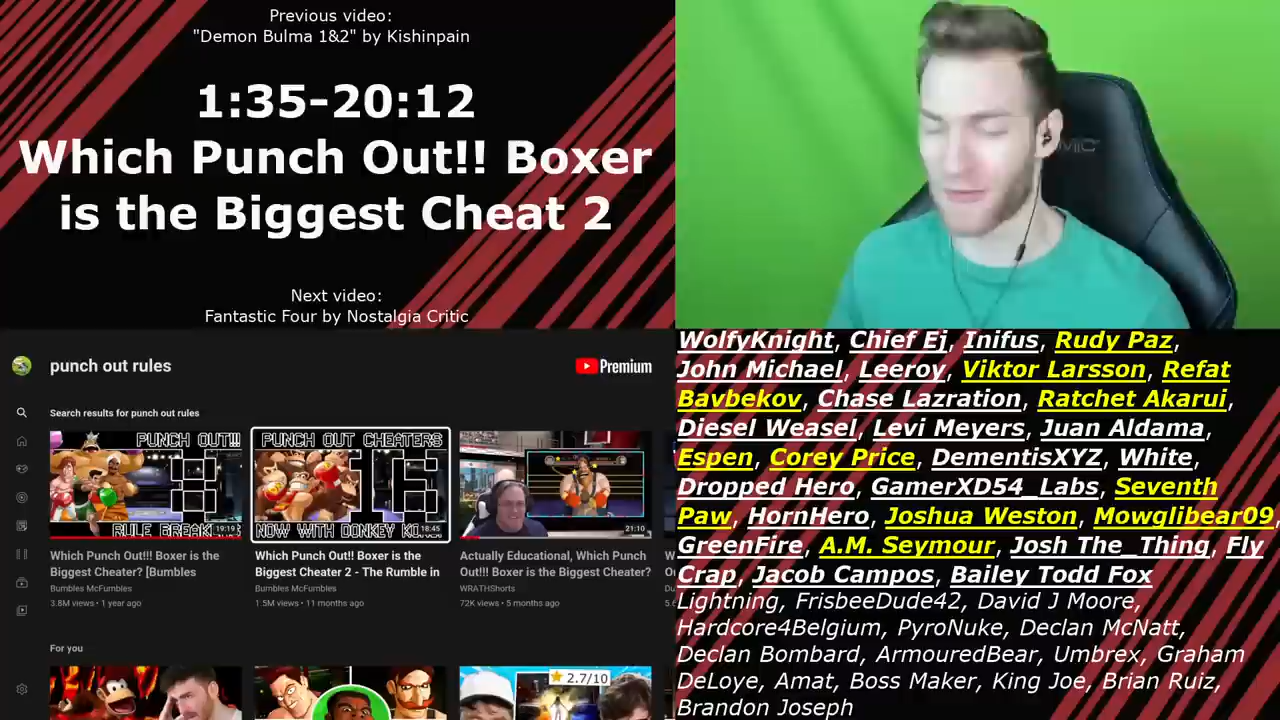 Previous video:
"Demon Bulma 1&2" by Kishinpain
1:35-20:12
Which Punch Out!! Boxer
is the Biggest Cheat 2
Next video:
Fantastic Four by Nostalgia Critic
punch out rules
Premium
Search results for punch out rules
PUNCH OUT!!!
8
RULE BREAKI
19:19
PUNCH OUT CHEATERS
16
NOW WITH DONKEY KO
18:45
21:10
Which Punch Out!!! Boxer is the
Biggest Cheater? [Bumbles
Bumbles McFumbles
3.8M views • 1 year ago
Which Punch Out!! Boxer is the
Biggest Cheater 2 - The Rumble in
Bumbles McFumbles
1.5M views • 11 months ago
Actually Educational, Which Punch
Out!!! Boxer is the Biggest Cheater?
WRATHShorts
72K views • 5 months ago
For you
2.7/10
WolfyKnight, Chief Ej, Inifus, Rudy Paz,
John Michael, Leeroy, Viktor Larsson, Refat
Bavbekov, Chase Lazration, Ratchet Akarui,
Diesel Weasel, Levi Meyers, Juan Aldama,
Espen, Corey Price, DementisXYZ, White,
Dropped Hero, GamerXD54_Labs, Seventh
Paw, HornHero, Joshua Weston, Mowglibear09,
GreenFire, A.M. Seymour, Josh The_Thing, Fly
Crap, Jacob Campos, Bailey Todd Fox
Lightning, FrisbeeDude42, David J Moore,
Hardcore4Belgium, PyroNuke, Declan McNatt,
Declan Bombard, ArmouredBear, Umbrex, Graham
DeLoye, Amat, Boss Maker, King Joe, Brian Ruiz,
Brandon Joseph